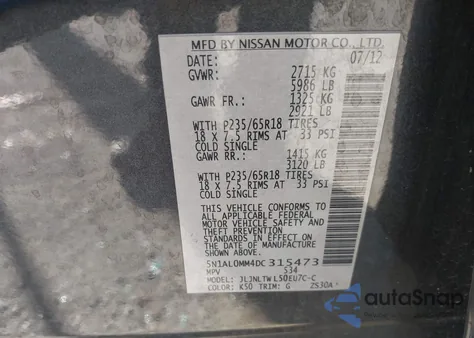 MFD BY NISSAN MOTOR CO., LTD.
DATE: 07/12
GVWR: 2715 KG
5986 LB
GAWR FR.: 1325 KG
2921 LB
WITH P235/65R18 TIRES
18 X 7.5 RIMS AT 33 PSI
COLD SINGLE
GAWR RR.: 1415 KG
3120 LB
WITH P235/65R18 TIRES
18 X 7.5 RIMS AT 33 PSI
COLD SINGLE
THIS VEHICLE CONFORMS TO
ALL APPLICABLE FEDERAL
MOTOR VEHICLE SAFETY
AND THEFT PREVENTION
STANDARDS IN EFFECT ON
THE DATE OF MANUFACTURE
SHOWN ABOVE.
5N1AL0MM4DC315473
MPV S34
MODEL: JLJNLTW L50EU7C-C
COLOR: K50 TRIM: G ZS30A
autoSnap